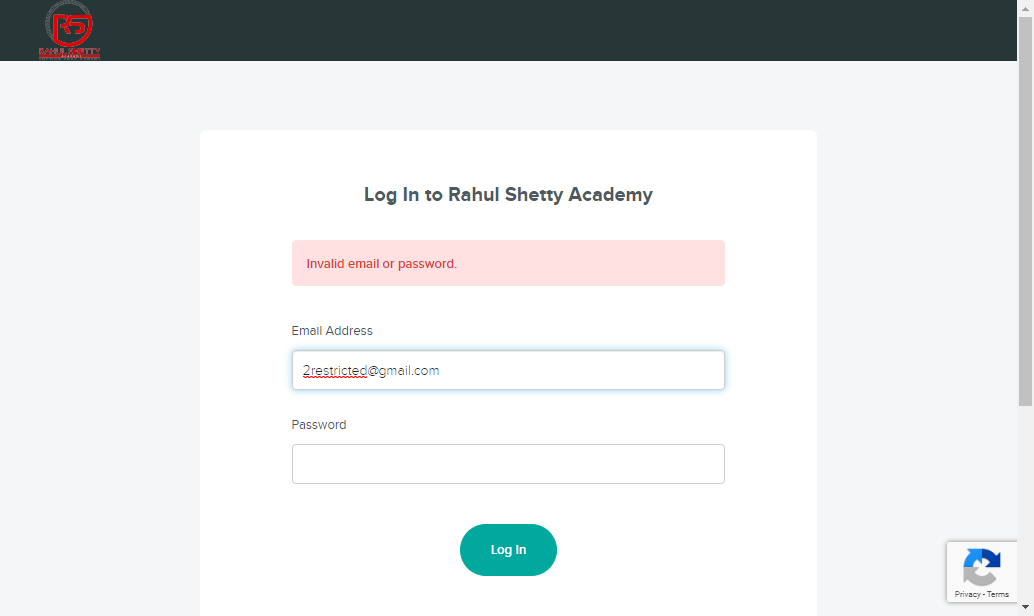 RAHUL SHETTY
Log In to Rahul Shetty Academy
Invalid email or password.
Email Address
2restricted@gmail.com
Password
Log In
Privacy - Terms